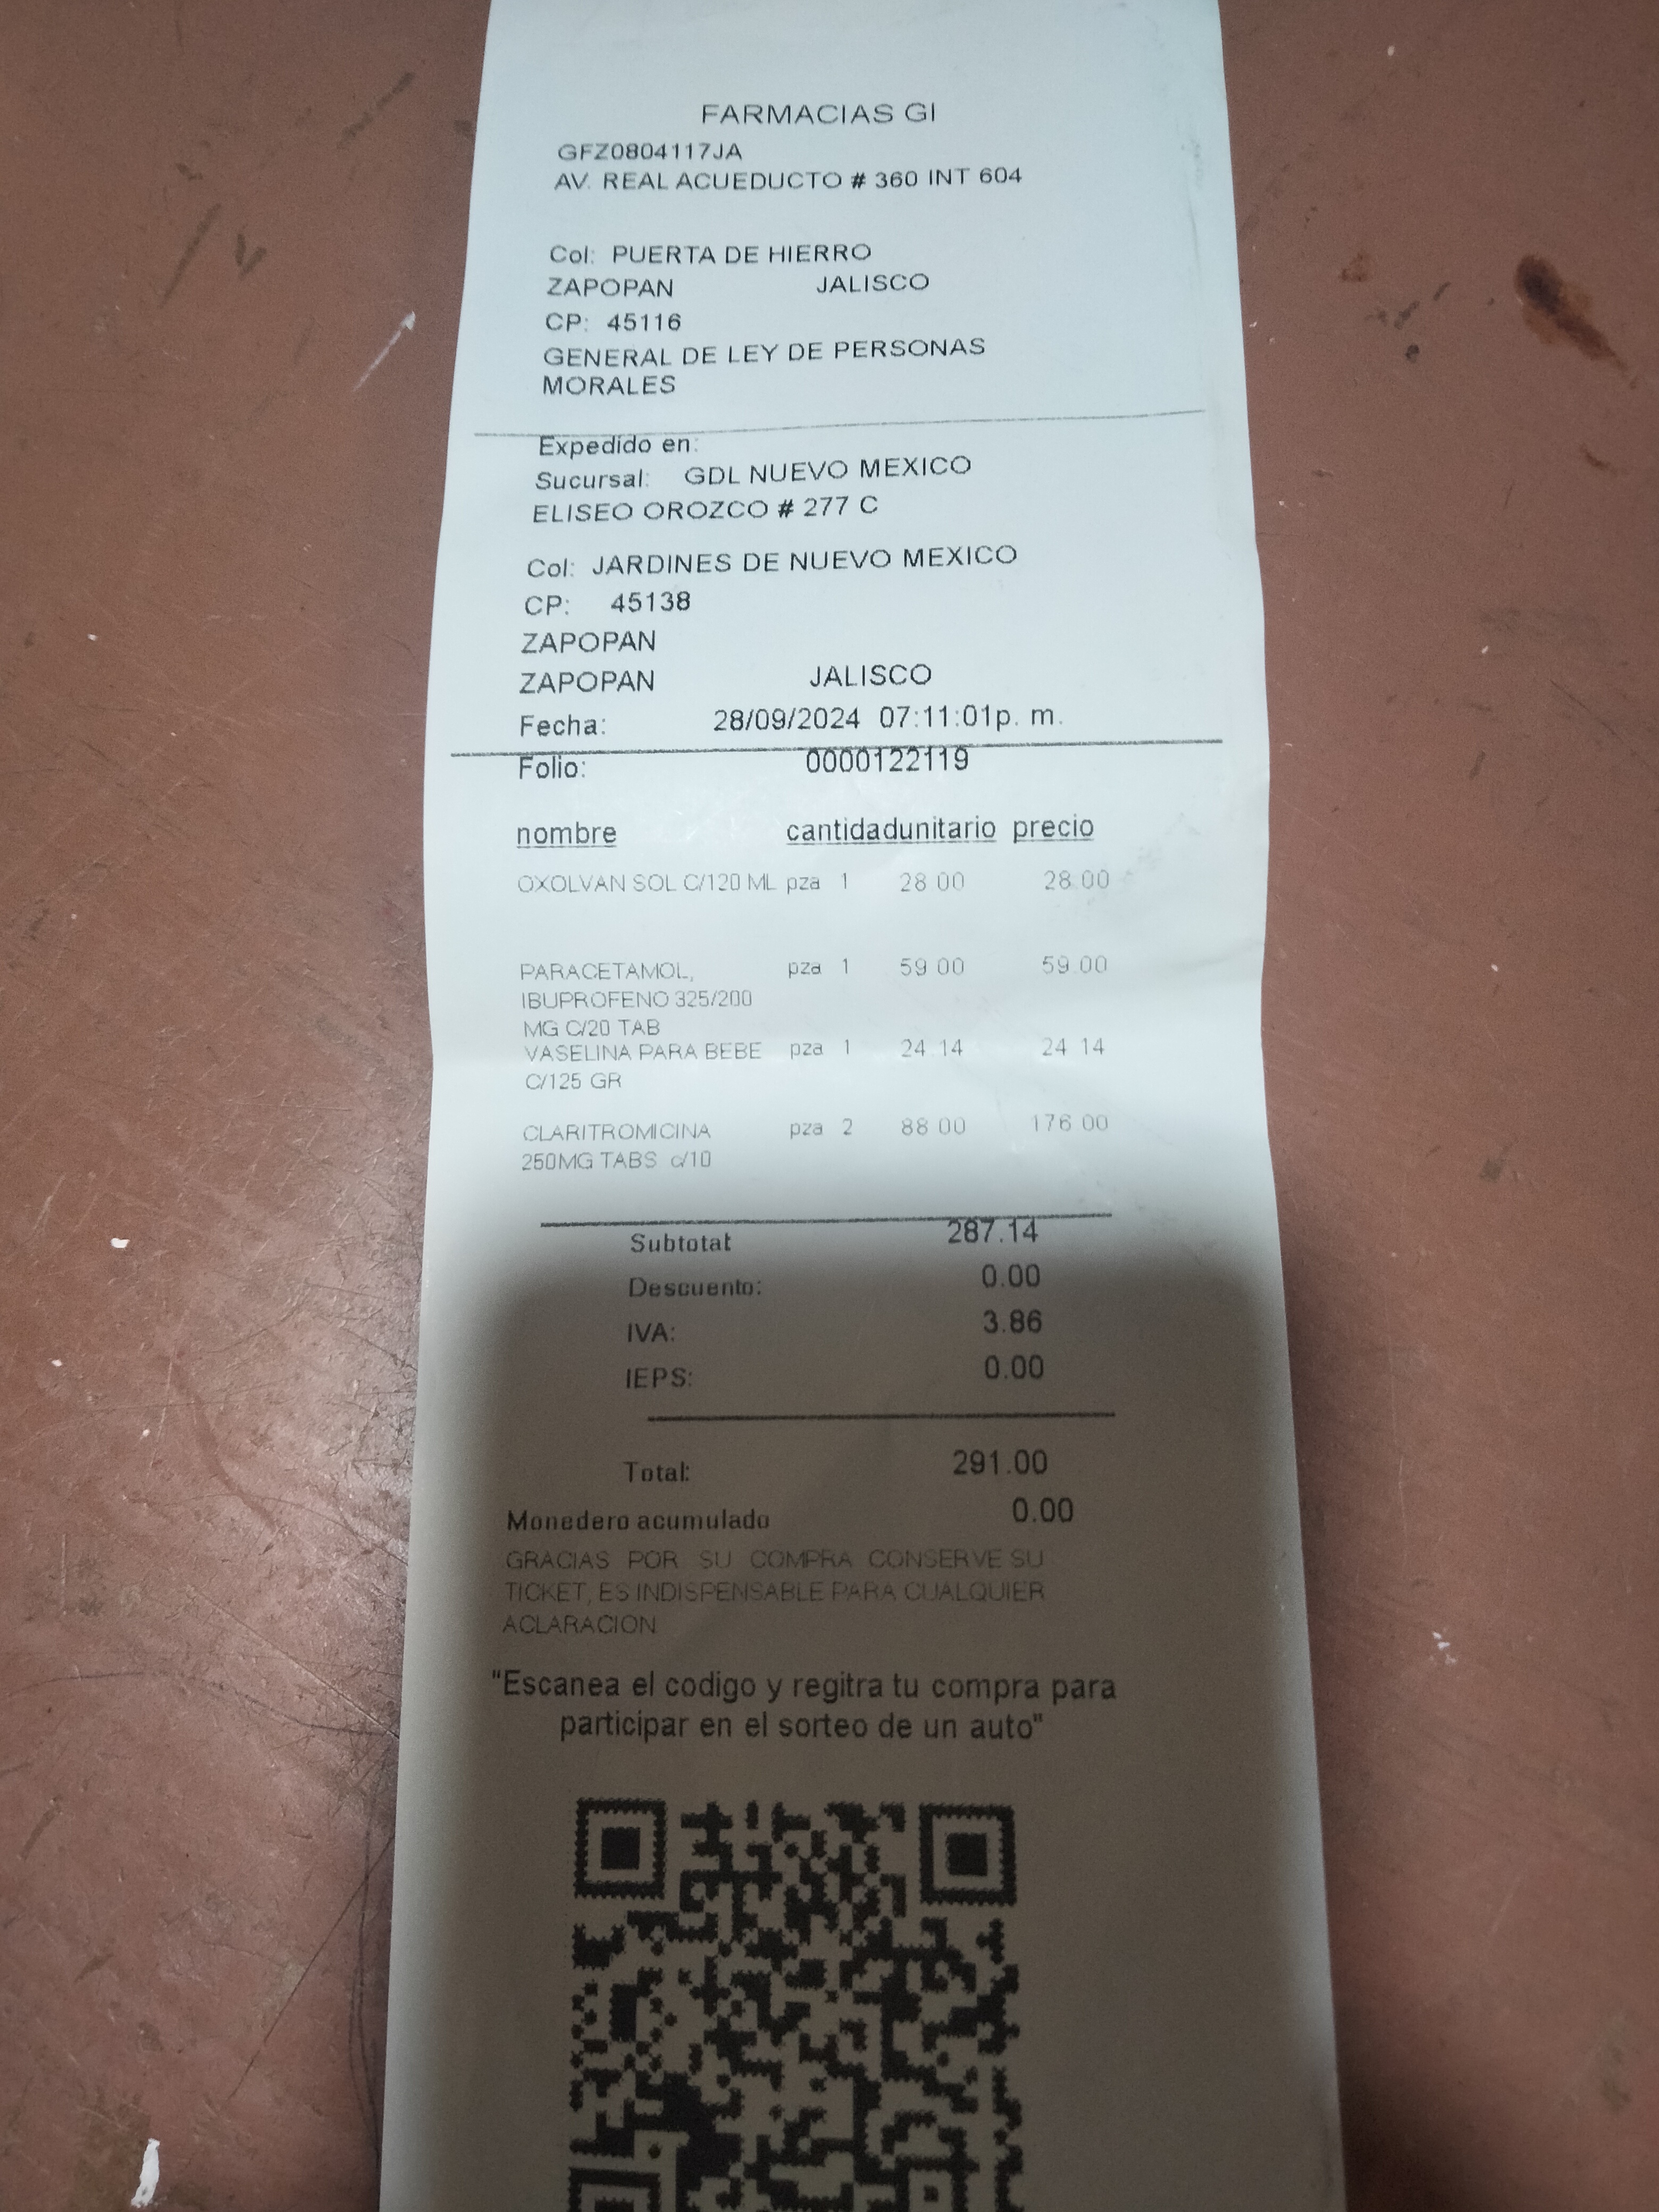 FARMACIAS GI
GFZ0804117JA
AV. REAL ACUEDUCTO # 360 INT 604
Col: PUERTA DE HIERRO
ZAPOPAN JALISCO
CP: 45116
GENERAL DE LEY DE PERSONAS
MORALES
Expedido en:
Sucursal: GDL NUEVO MEXICO
ELISEO OROZCO # 277 C
Col: JARDINES DE NUEVO MEXICO
CP: 45138
ZAPOPAN
ZAPOPAN JALISCO
Fecha: 28/09/2024 07:11:01p. m.
Folio: 0000122119
nombre cantidadunitario precio
OXOLVAN SOL C/120 ML pza 1 28.00 28.00
PARACETAMOL, pza 1 59.00 59.00
IBUPROFENO 325/200
MG C/20 TAB
VASELINA PARA BEBE pza 1 24.14 24.14
C/125 GR
CLARITROMICINA pza 2 88.00 176.00
250MG TABS c/10
Subtotal: 287.14
Descuento: 0.00
IVA: 3.86
IEPS: 0.00
Total: 291.00
Monedero acumulado 0.00
GRACIAS POR SU COMPRA CONSERVE SU
TICKET, ES INDISPENSABLE PARA CUALQUIER
ACLARACION
"Escanea el codigo y regitra tu compra para
participar en el sorteo de un auto"